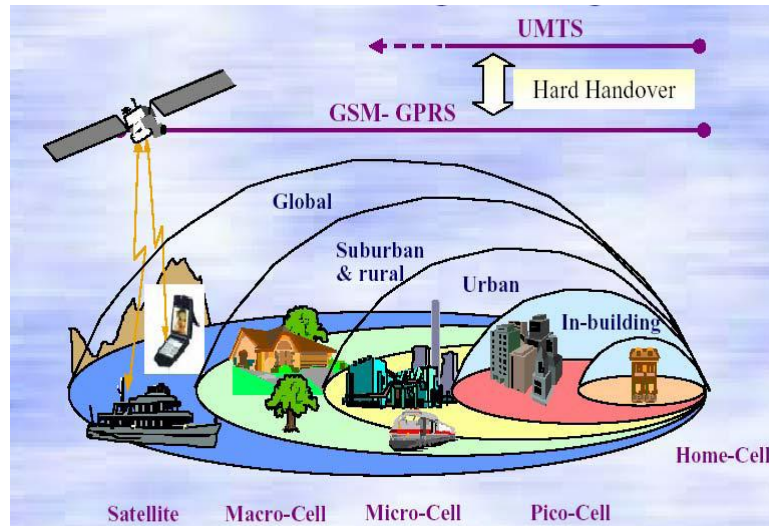 UMTS
Hard Handover
GSM- GPRS
Global
Suburban
& rural
Urban
In-building
Home-Cell
Satellite
Macro-Cell
Micro-Cell
Pico-Cell